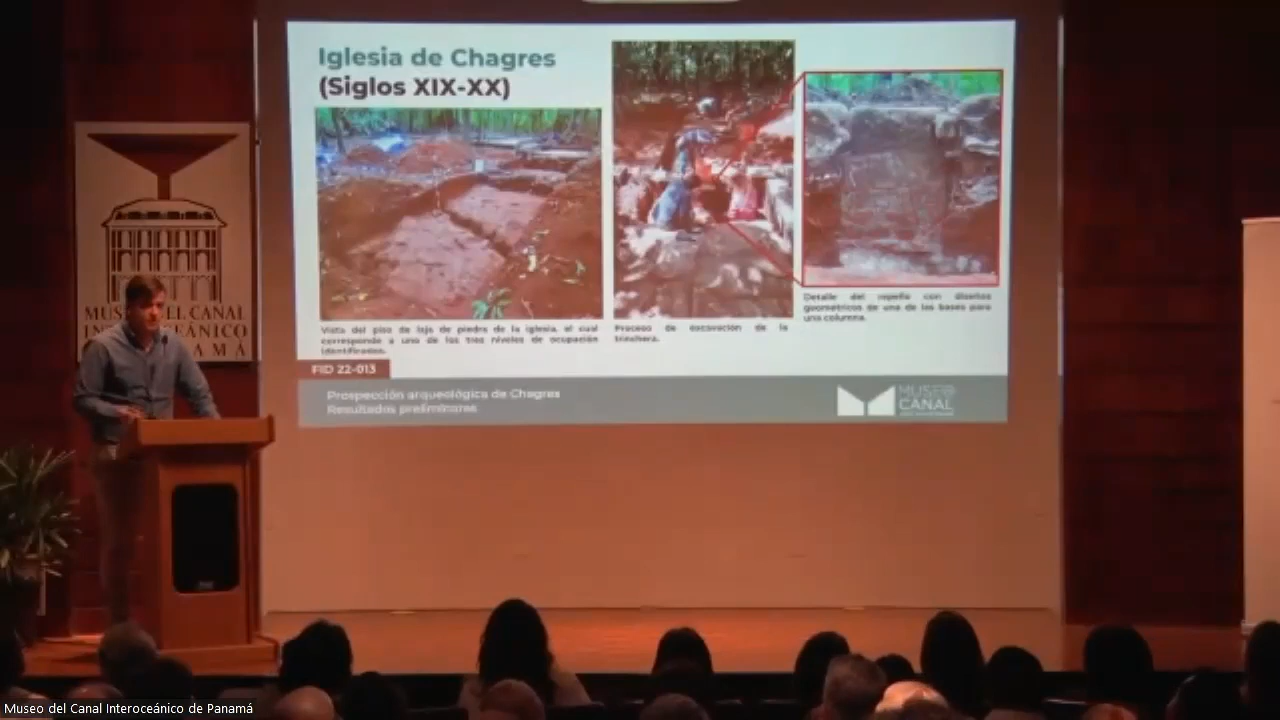 Iglesia de Chagres
(Siglos XIX-XX)
Vista del piso de laja de piedra de la iglesia, el cual
corresponde a uno de los tres niveles de ocupación
identificados.
Proceso de excavación de la
trinchera.
Detalle del repello con diseños
geométricos de una de las bases para
una columna.
FID 22-013
Prospección arqueológica de Chagres
Resultados preliminares
MUSEO
CANAL
MUSEO DEL CANAL
INTEROCEÁNICO
Museo del Canal Interoceánico de Panamá